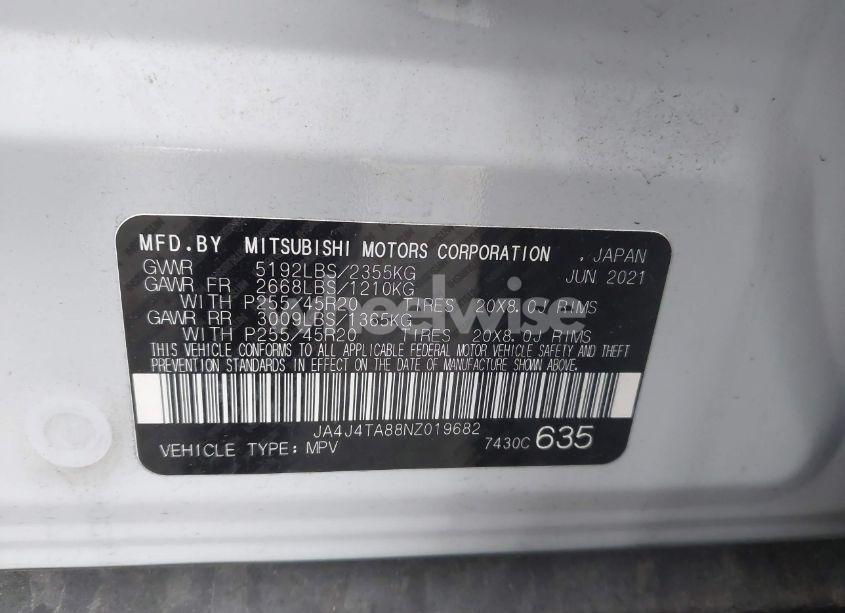 MFD.BY MITSUBISHI MOTORS CORPORATION , JAPAN
GVWR 5192LBS/2355KG JUN 2021
GAWR FR 2668LBS/1210KG
WITH P255/45R20 TIRES 20X8.0J RIMS
GAWR RR 3009LBS/1365KG
WITH P255/45R20 TIRES 20X8.0J RIMS
THIS VEHICLE CONFORMS TO ALL APPLICABLE FEDERAL MOTOR VEHICLE SAFETY AND THEFT
PREVENTION STANDARDS IN EFFECT ON THE DATE OF MANUFACTURE SHOWN ABOVE.
JA4J4TA88NZ019682
VEHICLE TYPE: MPV 7430C 635
wheelwise